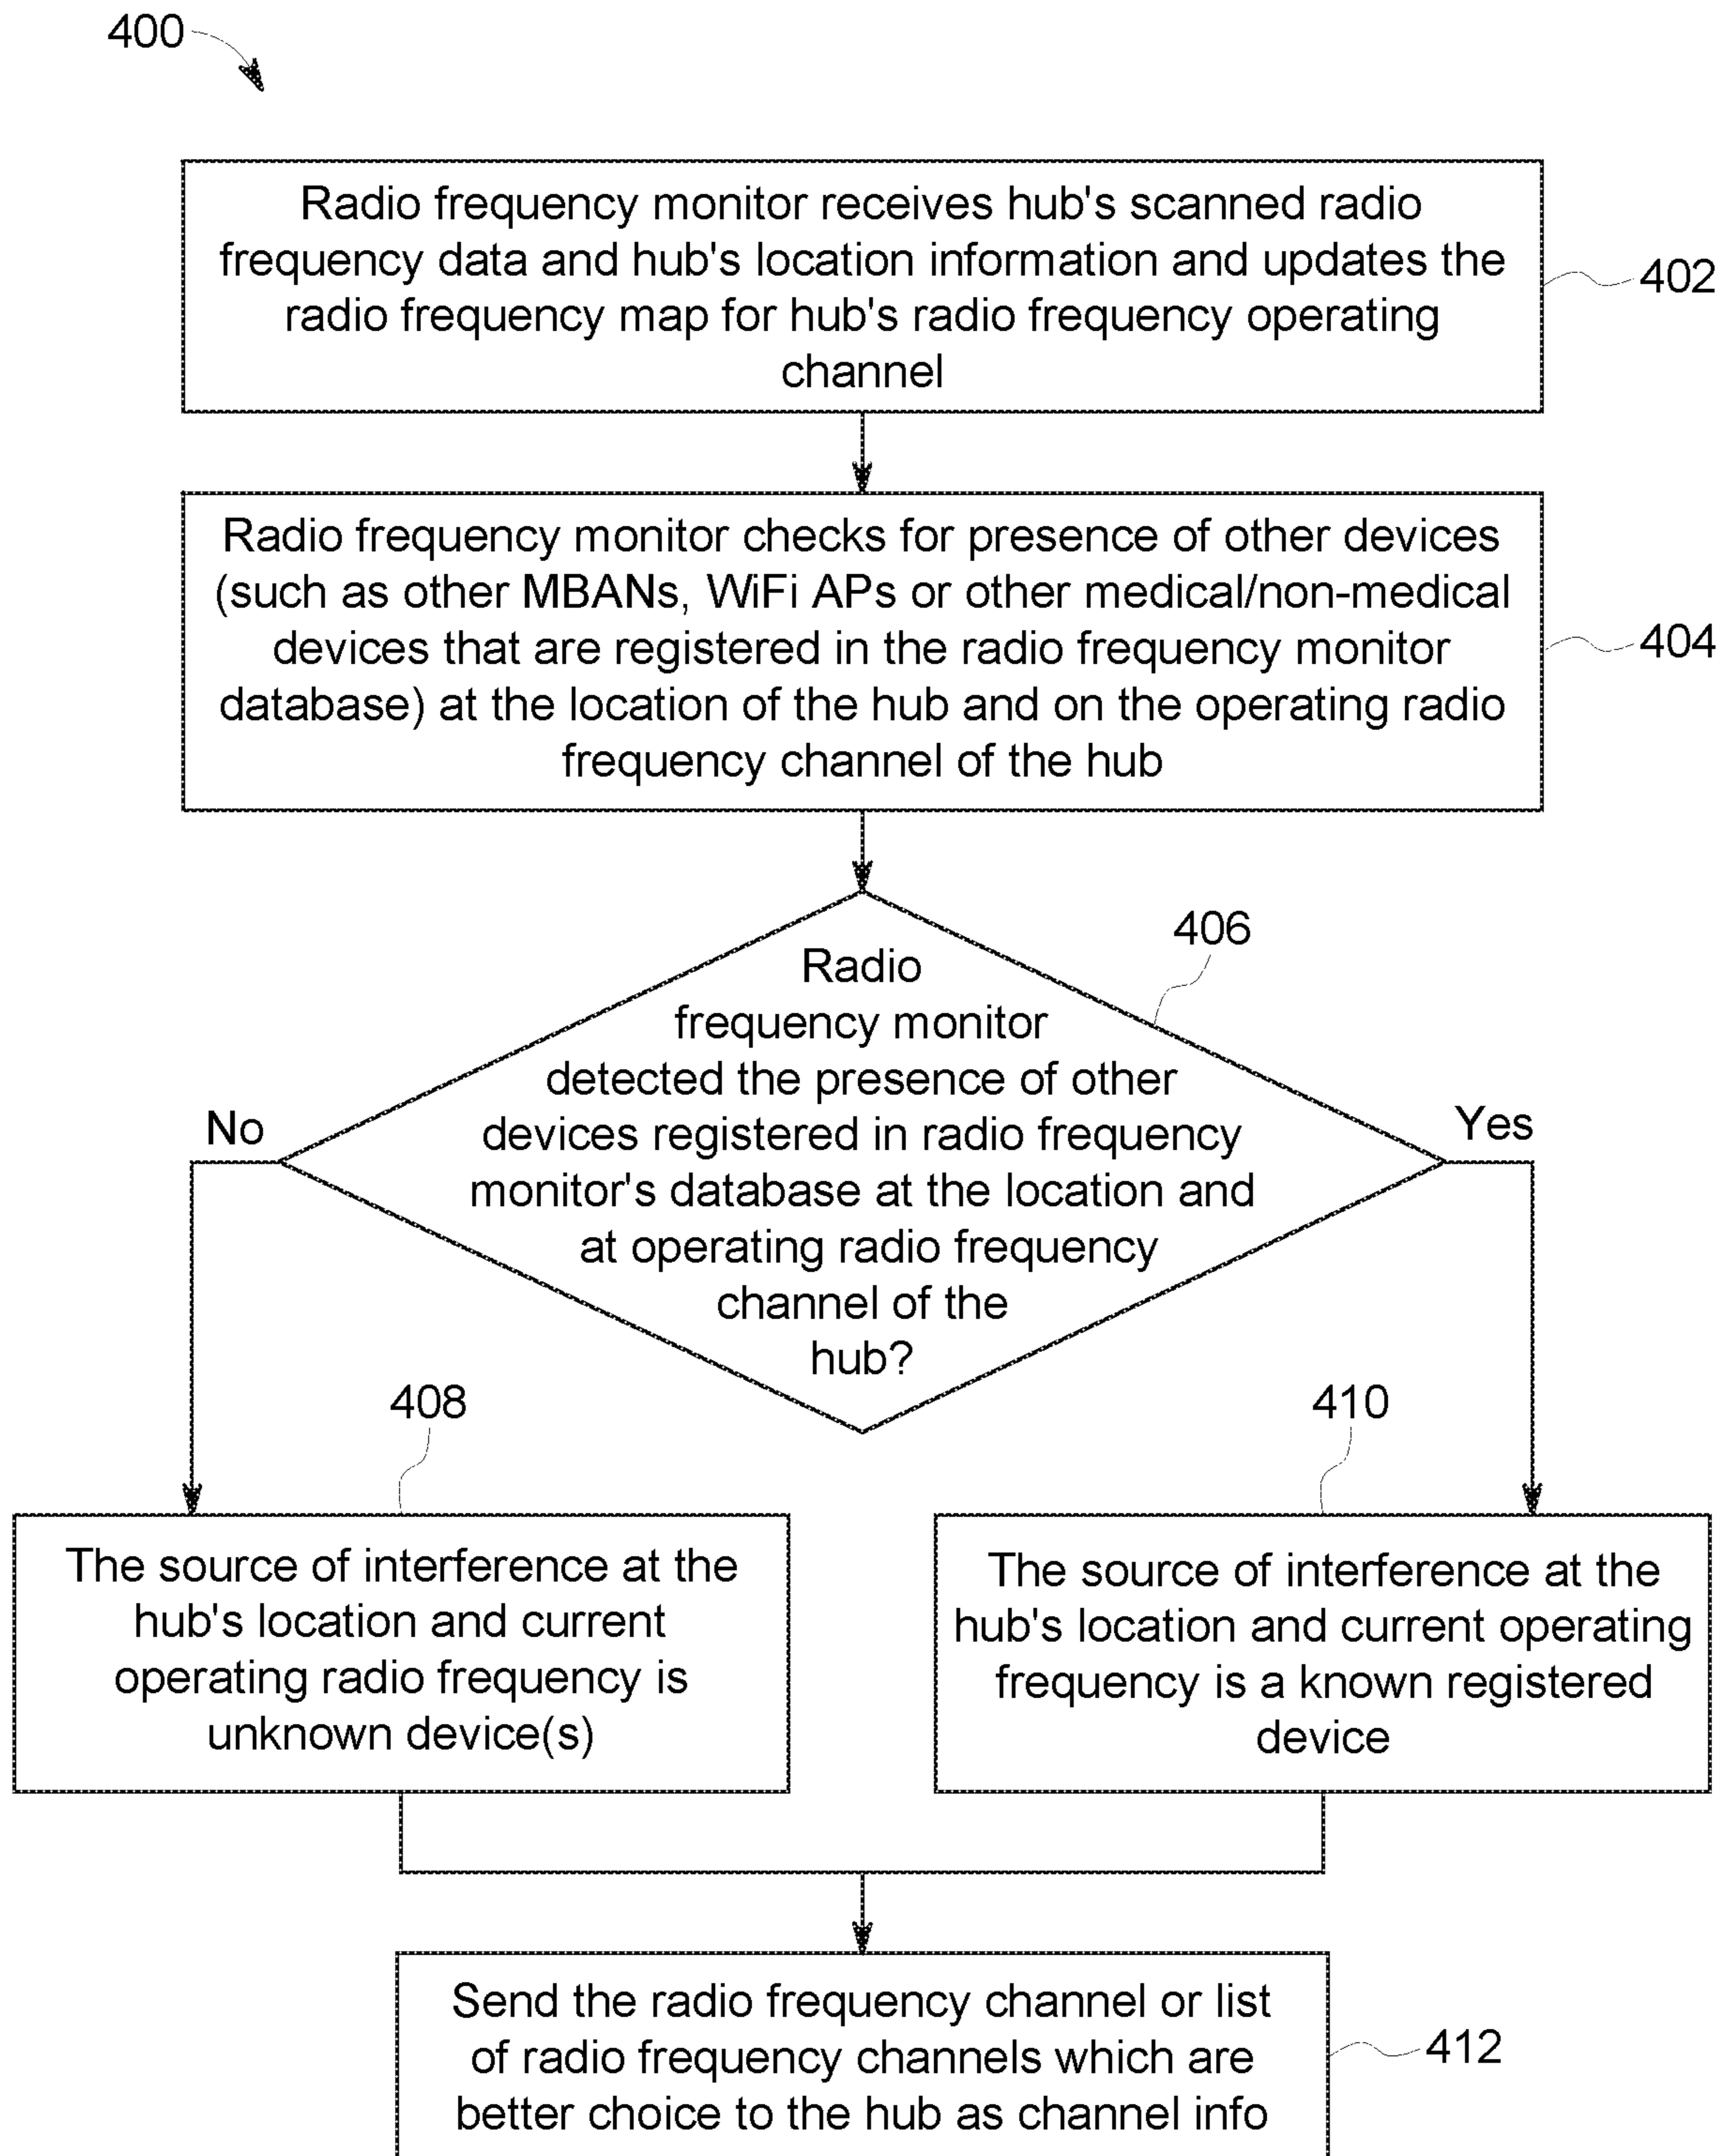 400
Radio frequency monitor receives hub's scanned radio
frequency data and hub's location information and updates the
radio frequency map for hub's radio frequency operating
channel
402
Radio frequency monitor checks for presence of other devices
(such as other MBANs, WiFi APs or other medical/non-medical
devices that are registered in the radio frequency monitor
database) at the location of the hub and on the operating radio
frequency channel of the hub
404
406
Radio
frequency monitor
detected the presence of other
devices registered in radio frequency
monitor's database at the location and
at operating radio frequency
channel of the
hub?
No
Yes
408
The source of interference at the
hub's location and current
operating radio frequency is
unknown device(s)
410
The source of interference at the
hub's location and current operating
frequency is a known registered
device
Send the radio frequency channel or list
of radio frequency channels which are
better choice to the hub as channel info
412